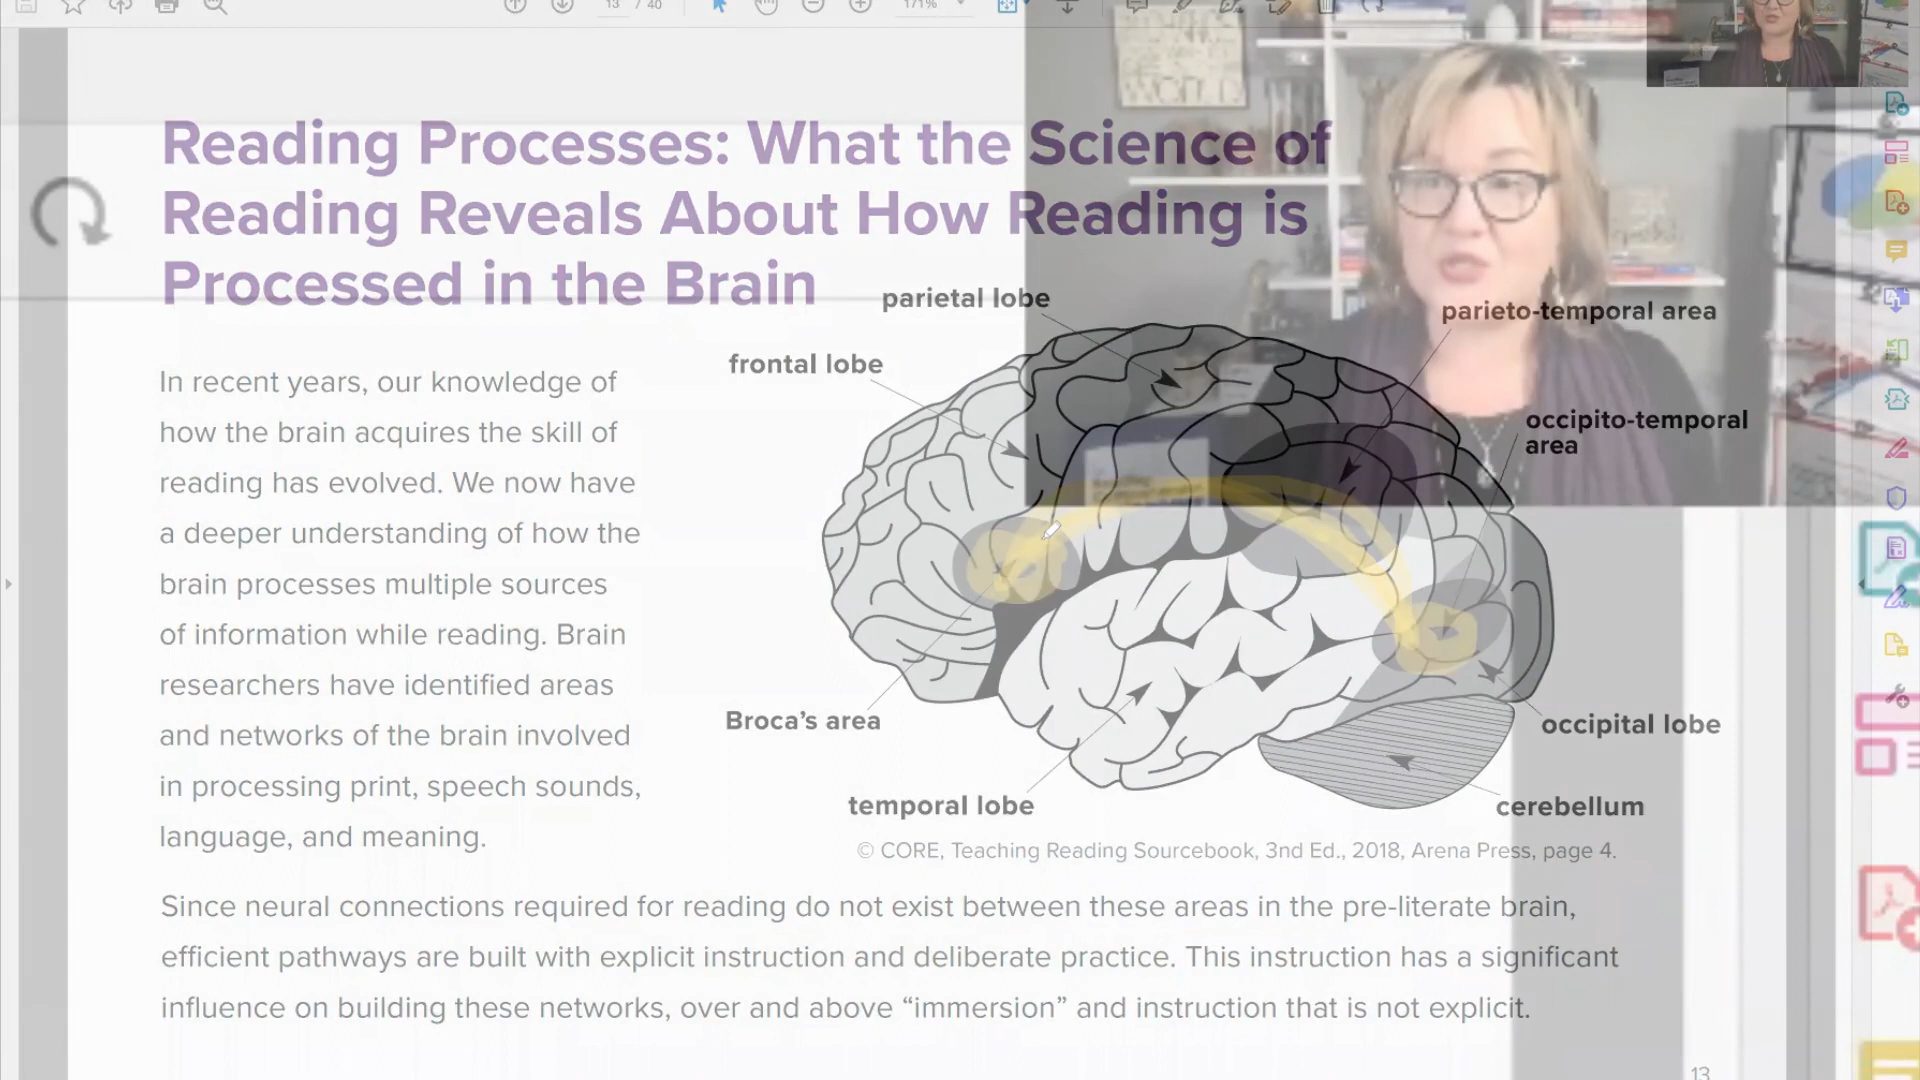 13 / 40
171%
Reading Processes: What the Science of
Reading Reveals About How Reading is
Processed in the Brain
parietal lobe
parieto-temporal area
frontal lobe
occipito-temporal
area
In recent years, our knowledge of
how the brain acquires the skill of
reading has evolved. We now have
a deeper understanding of how the
brain processes multiple sources
of information while reading. Brain
researchers have identified areas
and networks of the brain involved
in processing print, speech sounds,
language, and meaning.
Broca’s area
occipital lobe
temporal lobe
cerebellum
© CORE, Teaching Reading Sourcebook, 3nd Ed., 2018, Arena Press, page 4.
Since neural connections required for reading do not exist between these areas in the pre-literate brain,
efficient pathways are built with explicit instruction and deliberate practice. This instruction has a significant
influence on building these networks, over and above “immersion” and instruction that is not explicit.
13